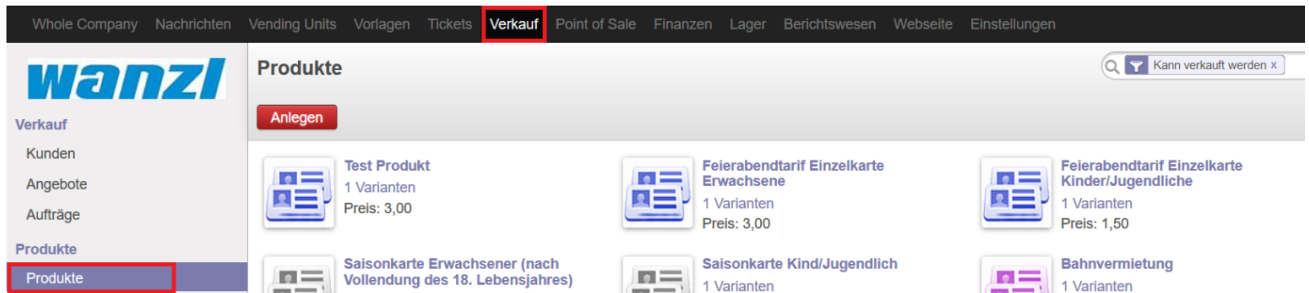 Whole Company Nachrichten Vending Units Vorlagen Tickets Verkauf Point of Sale Finanzen Lager Berichtswesen Webseite Einstellungen
wanzl
Verkauf
Kunden
Angebote
Aufträge
Produkte
Produkte
Produkte
Kann verkauft werden x
Anlegen
Test Produkt
1 Varianten
Preis: 3,00
Feierabendtarif Einzelkarte
Erwachsene
1 Varianten
Preis: 3,00
Feierabendtarif Einzelkarte
Kinder/Jugendliche
1 Varianten
Preis: 1,50
Saisonkarte Erwachsener (nach
Vollendung des 18. Lebensjahres)
Saisonkarte Kind/Jugendlich
1 Varianten
Bahnvermietung
1 Varianten